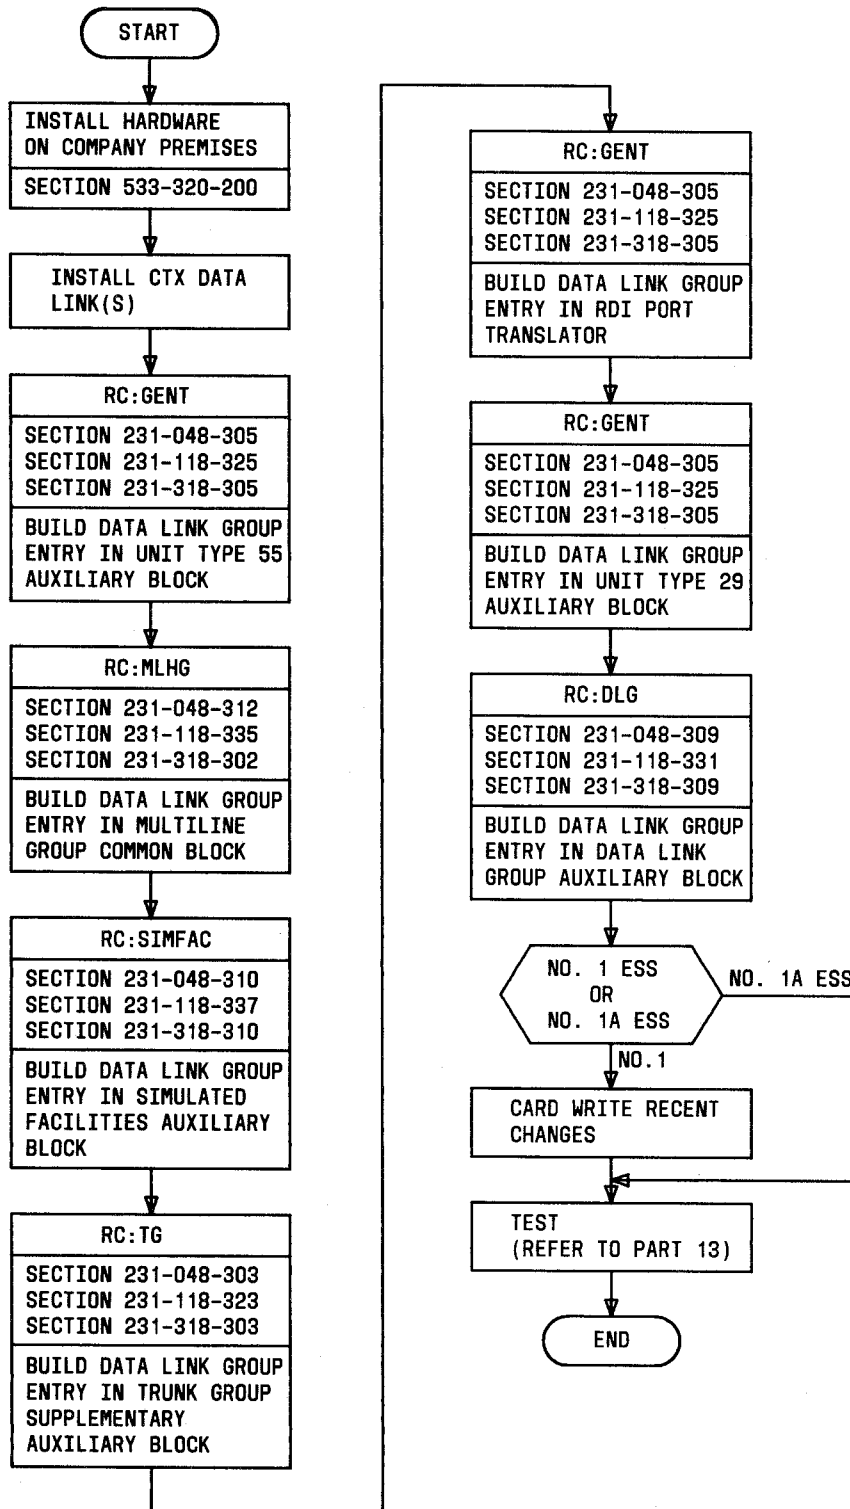 START
INSTALL HARDWARE
ON COMPANY PREMISES
SECTION 533-320-200
INSTALL CTX DATA
LINK(S)
RC:GENT
SECTION 231-048-305
SECTION 231-118-325
SECTION 231-318-305
BUILD DATA LINK GROUP
ENTRY IN UNIT TYPE 55
AUXILIARY BLOCK
RC:MLHG
SECTION 231-048-312
SECTION 231-118-335
SECTION 231-318-302
BUILD DATA LINK GROUP
ENTRY IN MULTILINE
GROUP COMMON BLOCK
RC:SIMFAC
SECTION 231-048-310
SECTION 231-118-337
SECTION 231-318-310
BUILD DATA LINK GROUP
ENTRY IN SIMULATED
FACILITIES AUXILIARY
BLOCK
RC:TG
SECTION 231-048-303
SECTION 231-118-323
SECTION 231-318-303
BUILD DATA LINK GROUP
ENTRY IN TRUNK GROUP
SUPPLEMENTARY
AUXILIARY BLOCK
RC:GENT
SECTION 231-048-305
SECTION 231-118-325
SECTION 231-318-305
BUILD DATA LINK GROUP
ENTRY IN RDI PORT
TRANSLATOR
RC:GENT
SECTION 231-048-305
SECTION 231-118-325
SECTION 231-318-305
BUILD DATA LINK GROUP
ENTRY IN UNIT TYPE 29
AUXILIARY BLOCK
RC:DLG
SECTION 231-048-309
SECTION 231-118-331
SECTION 231-318-309
BUILD DATA LINK GROUP
ENTRY IN DATA LINK
GROUP AUXILIARY BLOCK
NO. 1 ESS
OR
NO. 1A ESS
NO. 1A ESS
NO.1
CARD WRITE RECENT
CHANGES
TEST
(REFER TO PART 13)
END